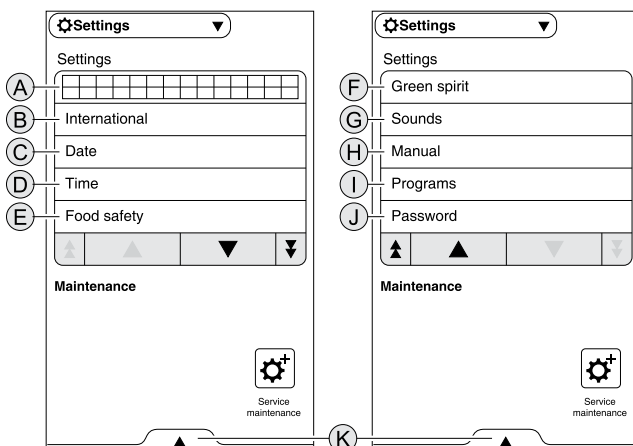 Settings
Settings
A
B International
C Date
D Time
E Food safety
Maintenance
Service
maintenance
Settings
Settings
F Green spirit
G Sounds
H Manual
I Programs
J Password
Maintenance
Service
maintenance
K